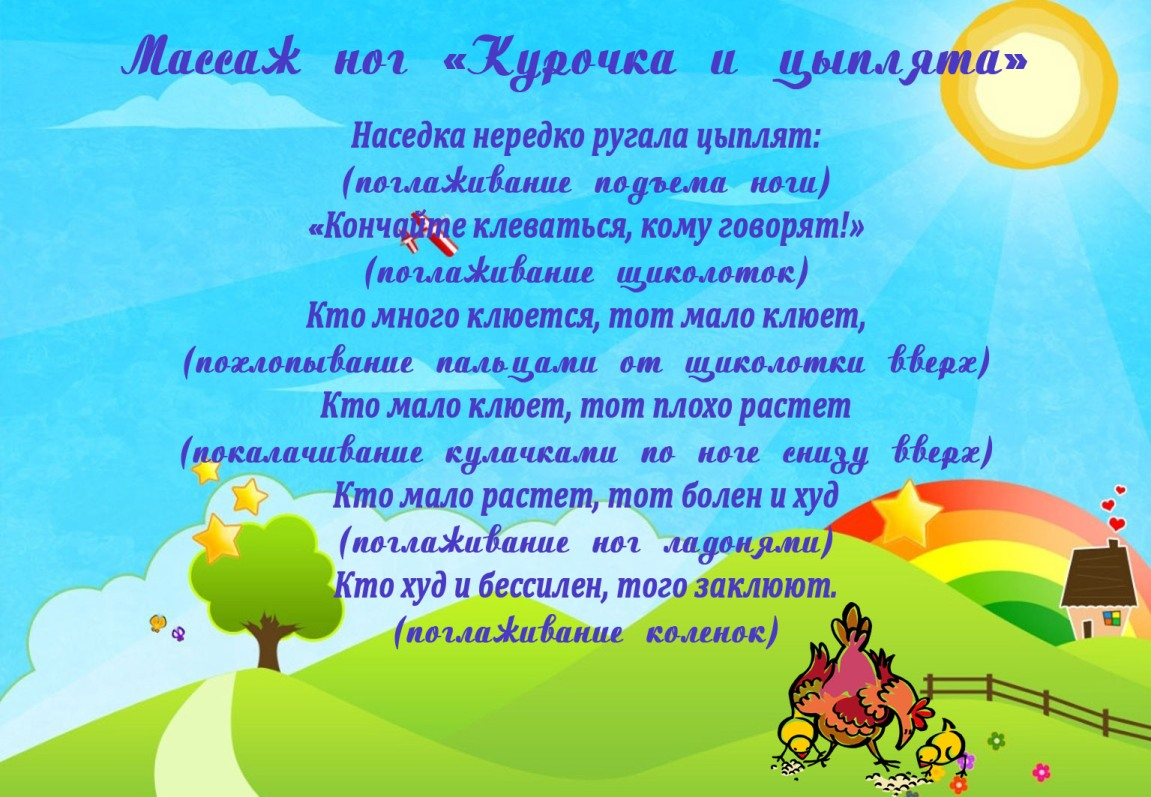 Массаж ног «Курочка и цыплята»
Наседка нередко ругала цыплят:
(поглаживание подъема ноги)
«Кончайте клеваться, кому говорят!»
(поглаживание щиколоток)
Кто много клюется, тот мало клюет,
(похлопывание пальцами от щиколотки вверх)
Кто мало клюет, тот плохо растет
(покалачивание кулачками по ноге снизу вверх)
Кто мало растет, тот болен и худ
(поглаживание ног ладонями)
Кто худ и бессилен, того заклюют.
(поглаживание коленок)